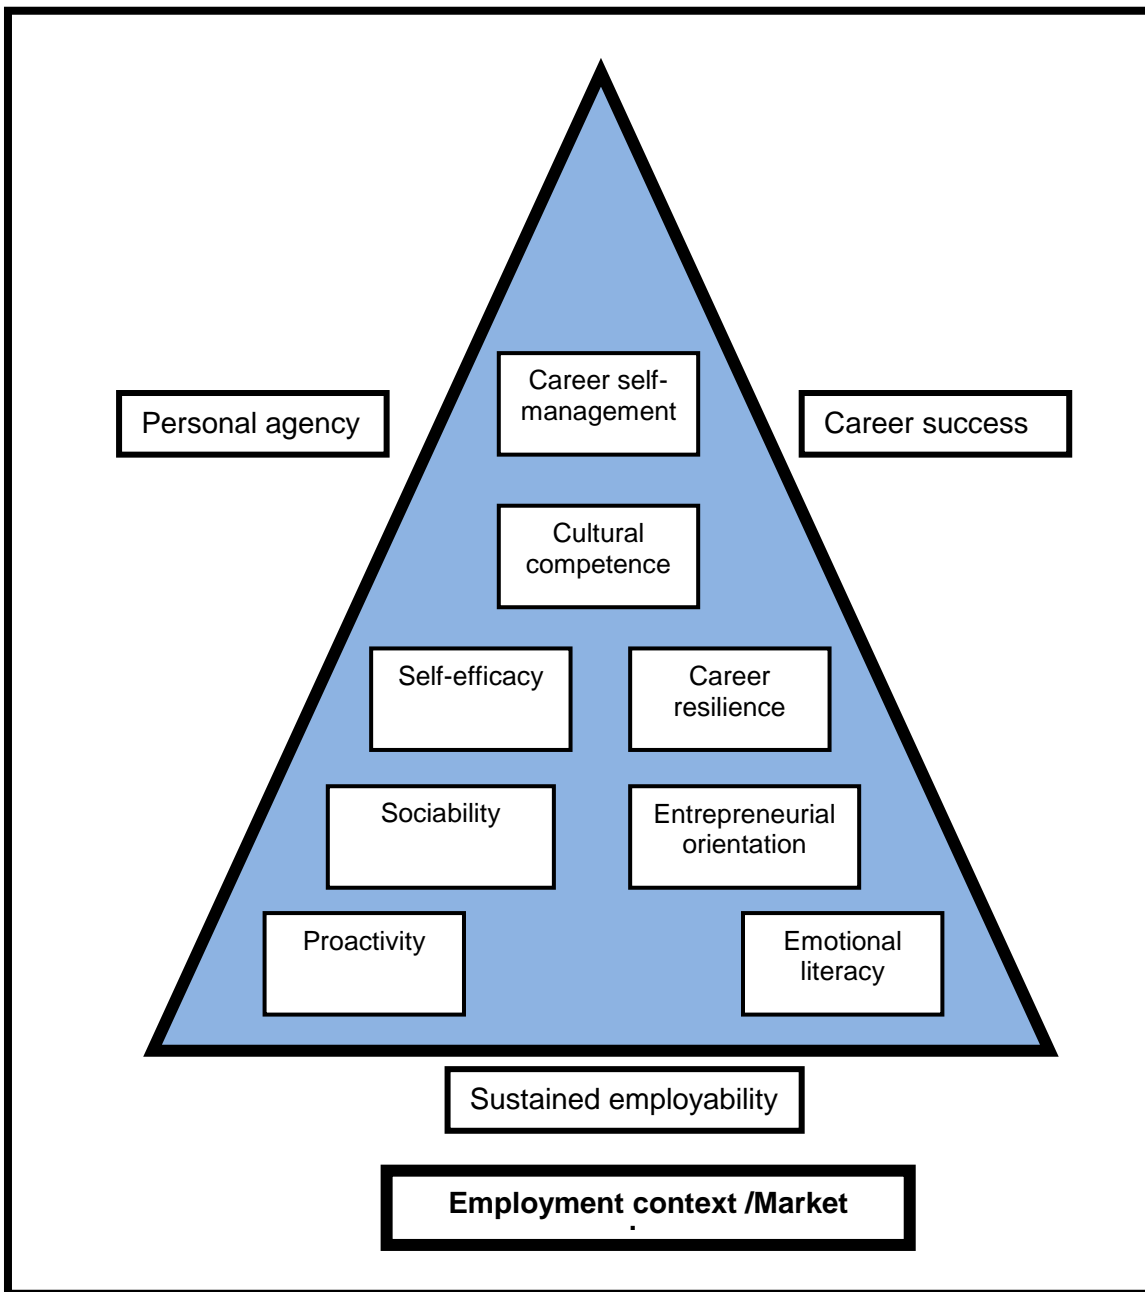 Career self-
management
Personal agency
Career success
Cultural
competence
Self-efficacy
Career
resilience
Sociability
Entrepreneurial
orientation
Proactivity
Emotional
literacy
Sustained employability
Employment context /Market